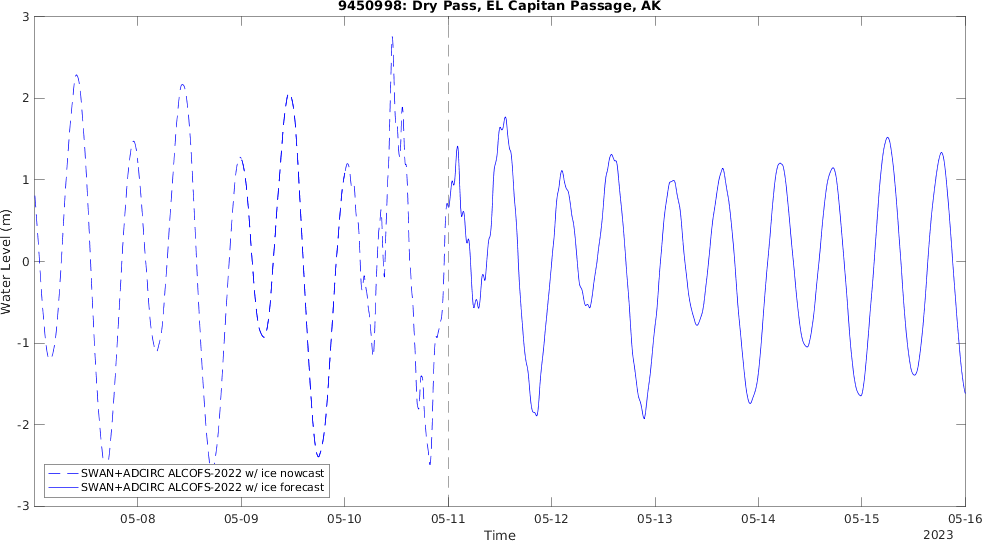 9450998: Dry Pass, EL Capitan Passage, AK
3
2
1
0
-1
-2
-3
Water Level (m)
SWAN+ADCIRC ALCOFS-2022 w/ ice nowcast
SWAN+ADCIRC ALCOFS-2022 w/ ice forecast
05-08 05-09 05-10 05-11 05-12 05-13 05-14 05-15 05-16
Time
2023